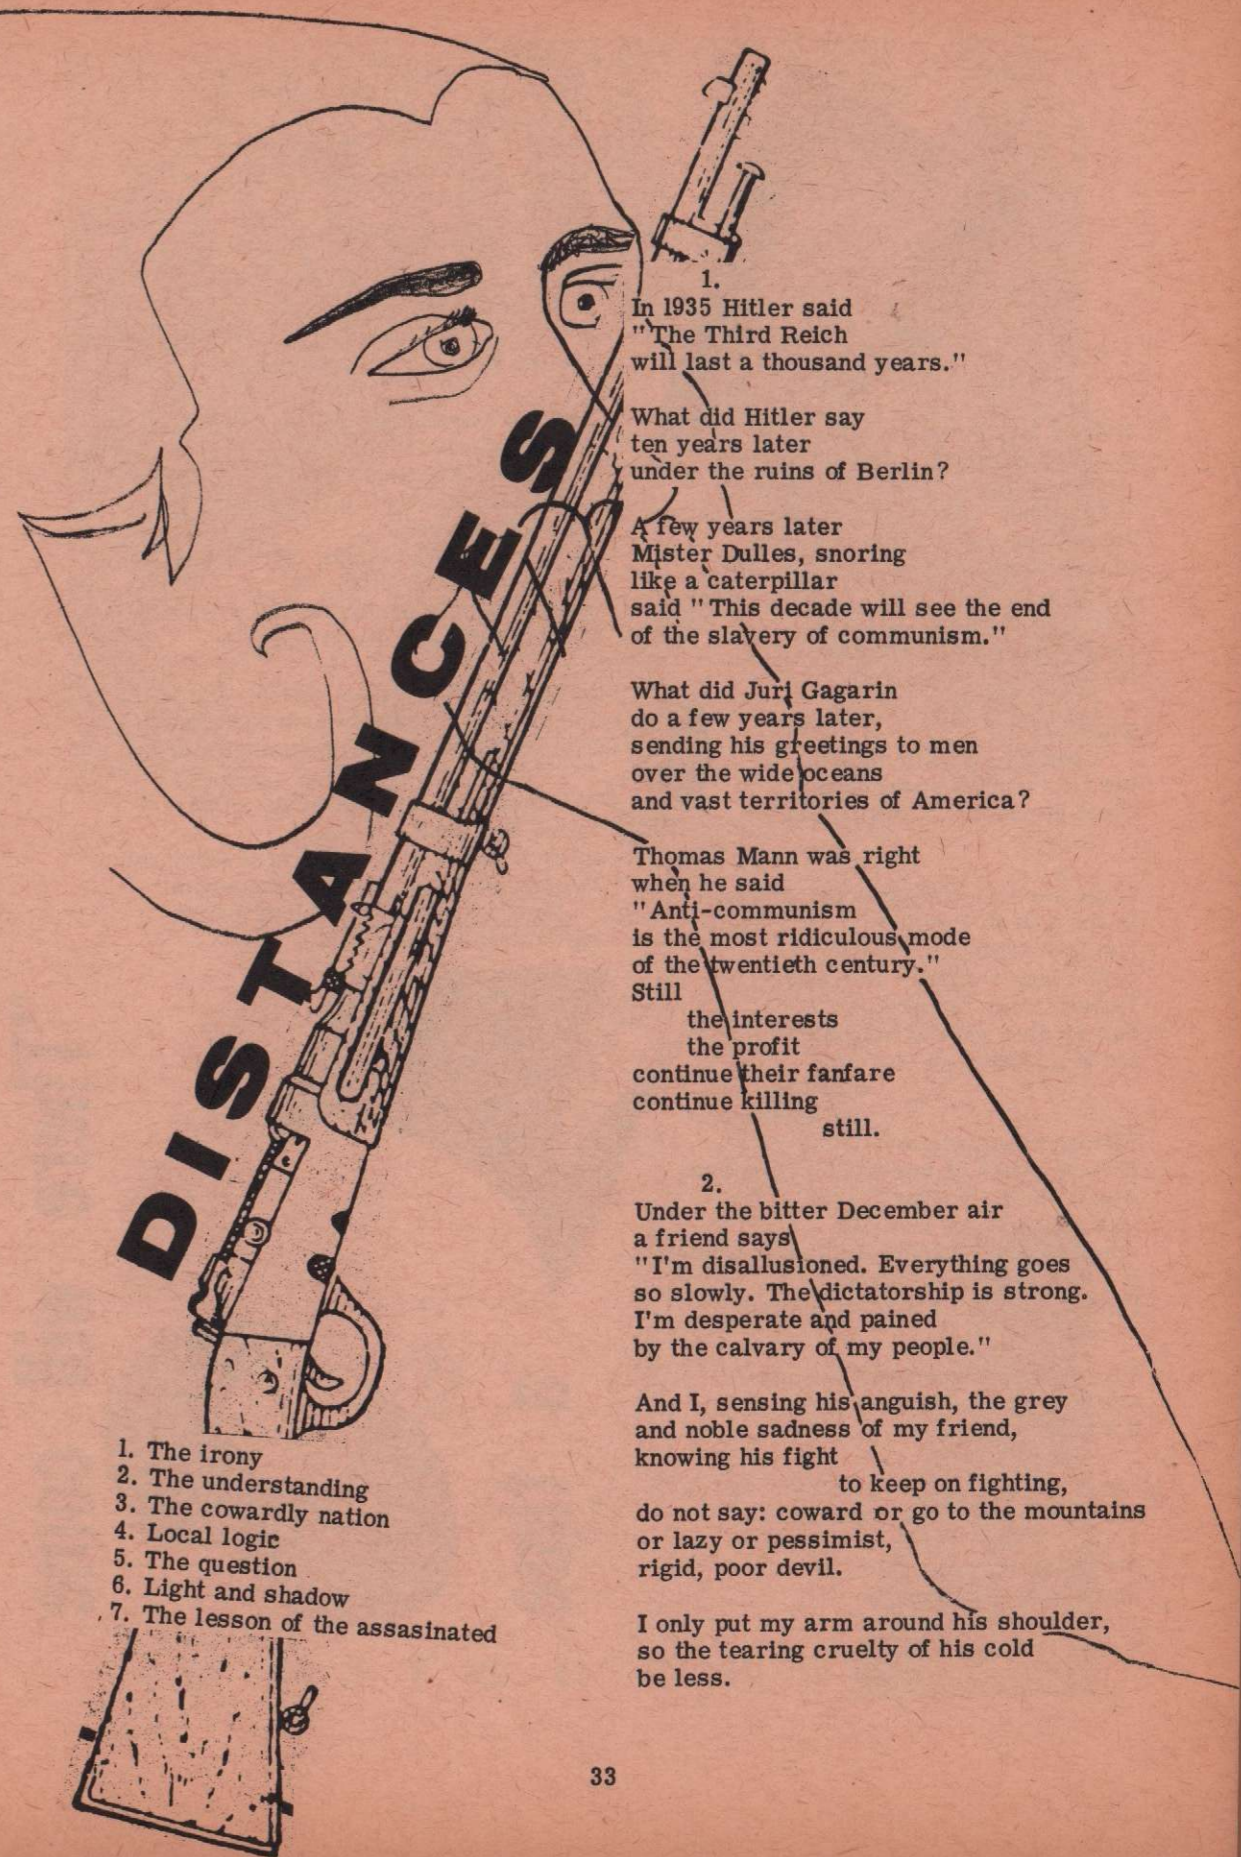 DISTANCES
1. The irony
2. The understanding
3. The cowardly nation
4. Local logic
5. The question
6. Light and shadow
7. The lesson of the assasinated
1.
In 1935 Hitler said
"The Third Reich
will last a thousand years."
What did Hitler say
ten years later
under the ruins of Berlin?
A few years later
Mister Dulles, snoring
like a caterpillar
said "This decade will see the end
of the slavery of communism."
What did Juri Gagarin
do a few years later,
sending his greetings to men
over the wide oceans
and vast territories of America?
Thomas Mann was right
when he said
"Anti-communism
is the most ridiculous mode
of the twentieth century."
Still
the interests
the profit
continue their fanfare
continue killing
still.
2.
Under the bitter December air
a friend says
"I'm disallusioned. Everything goes
so slowly. The dictatorship is strong.
I'm desperate and pained
by the calvary of my people."
And I, sensing his anguish, the grey
and noble sadness of my friend,
knowing his fight
to keep on fighting,
do not say: coward or go to the mountains
or lazy or pessimist,
rigid, poor devil.
I only put my arm around his shoulder,
so the tearing cruelty of his cold
be less.
33